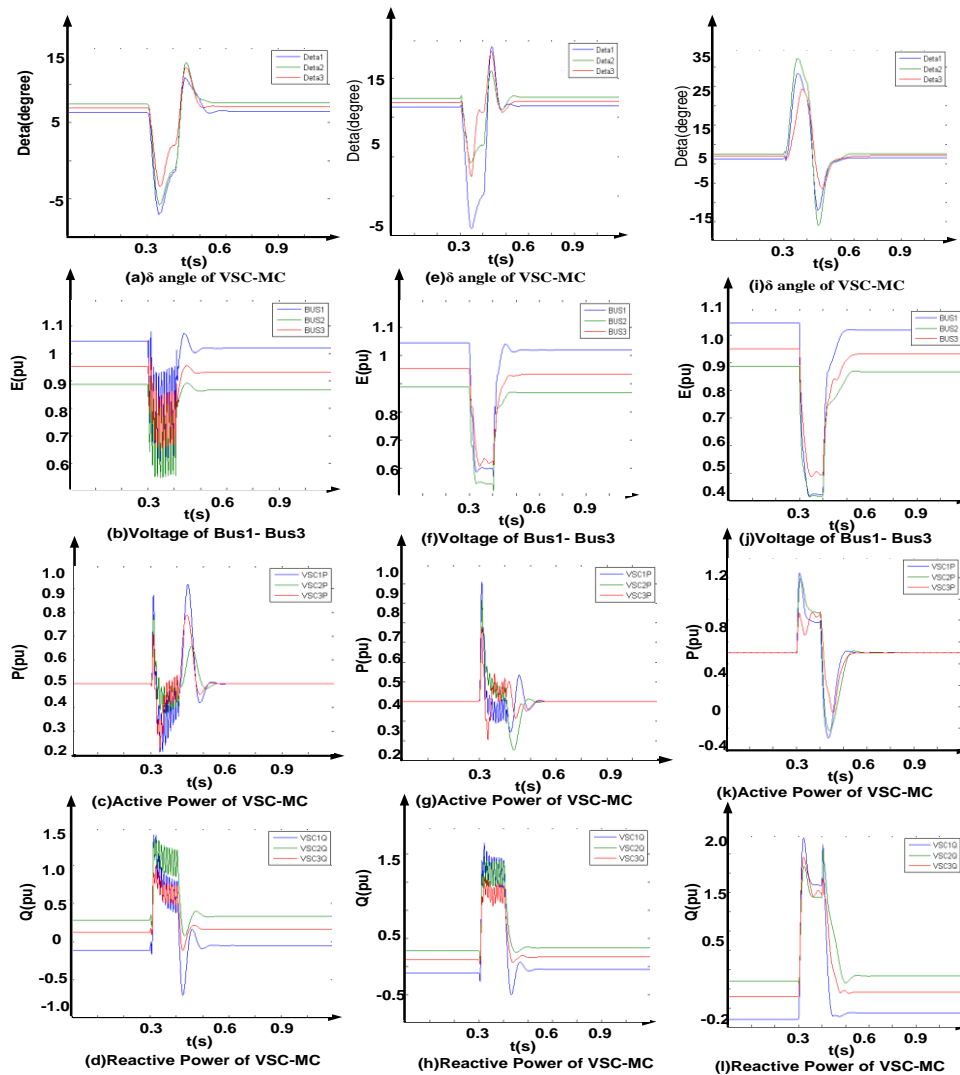 15
5
-5
Deta(degree)
Deta1
Deta2
Deta3
0.3 0.6 0.9
t(s)
(a)δ angle of VSC-MC
15
5
-5
Deta(degree)
Deta1
Deta2
Deta3
0.3 0.6 0.9
t(s)
(e)δ angle of VSC-MC
35
25
15
5
-5
-15
Deta(degree)
Deta1
Deta2
Deta3
0.3 0.6 0.9
t(s)
(i)δ angle of VSC-MC
1.1
1
0.9
0.8
0.7
0.6
E(pu)
BUS1
BUS2
BUS3
0.3 0.6 0.9
t(s)
(b)Voltage of Bus1- Bus3
1.1
1
0.8
0.7
0.6
E(pu)
BUS1
BUS2
BUS3
0.3 0.6 0.9
t(s)
(f)Voltage of Bus1- Bus3
1.0
1
0.9
0.8
0.7
0.6
0.5
0.4
E(pu)
BUS1
BUS2
BUS3
0.3 0.6 0.9
t(s)
(j)Voltage of Bus1- Bus3
1.0
0.9
0.8
0.7
0.5
0.4
0.3
0.2
P(pu)
VSC1P
VSC2P
VSC3P
0.3 0.6 0.9
t(s)
(c)Active Power of VSC-MC
1.0
0.9
0.8
0.7
0.5
0.4
0.3
0.2
P(pu)
VSC1P
VSC2P
VSC3P
0.3 0.6 0.9
t(s)
(g)Active Power of VSC-MC
1.2
0.8
0.4
0
-0.4
P(pu)
VSC1P
VSC2P
VSC3P
0.3 0.6 0.9
t(s)
(k)Active Power of VSC-MC
1.5
1.0
0.5
0
-0.5
-1.0
Q(pu)
VSC1Q
VSC2Q
VSC3Q
0.3 0.6 0.9
t(s)
(d)Reactive Power of VSC-MC
1.5
0.5
-0.5
Q(pu)
VSC1Q
VSC2Q
VSC3Q
0.3 0.6 0.9
t(s)
(h)Reactive Power of VSC-MC
2.0
1.5
0.5
-0.2
Q(pu)
VSC1Q
VSC2Q
VSC3Q
0.3 0.6 0.9
t(s)
(l)Reactive Power of VSC-MC